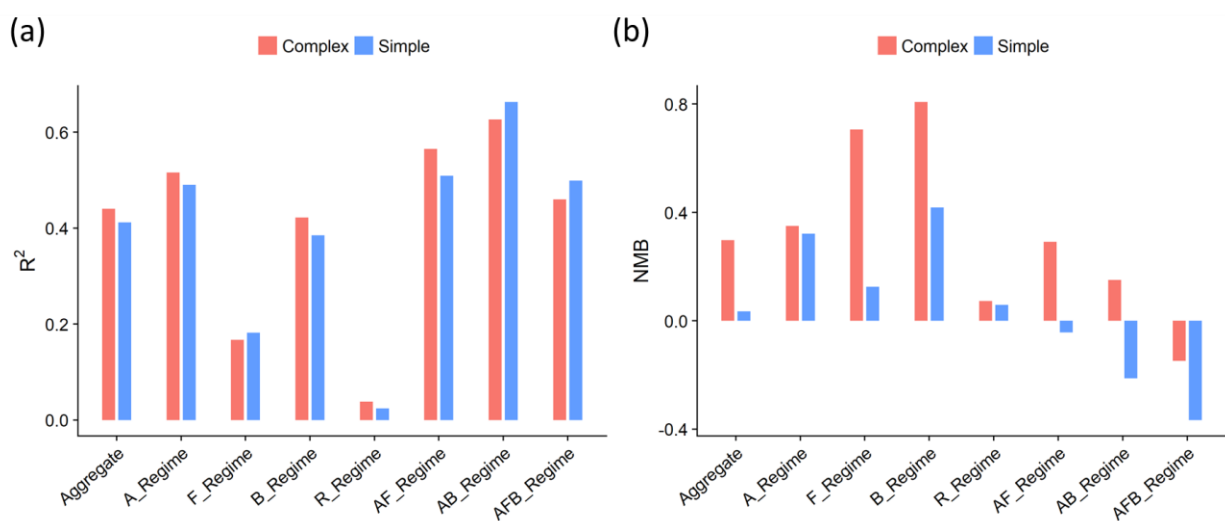 (a)
Complex Simple
R²
0.6
0.4
0.2
0.0
Aggregate
A_Regime
F_Regime
B_Regime
R_Regime
AF_Regime
AB_Regime
AFB_Regime
(b)
Complex Simple
NMB
0.8
0.4
0.0
-0.4
Aggregate
A_Regime
F_Regime
B_Regime
R_Regime
AF_Regime
AB_Regime
AFB_Regime